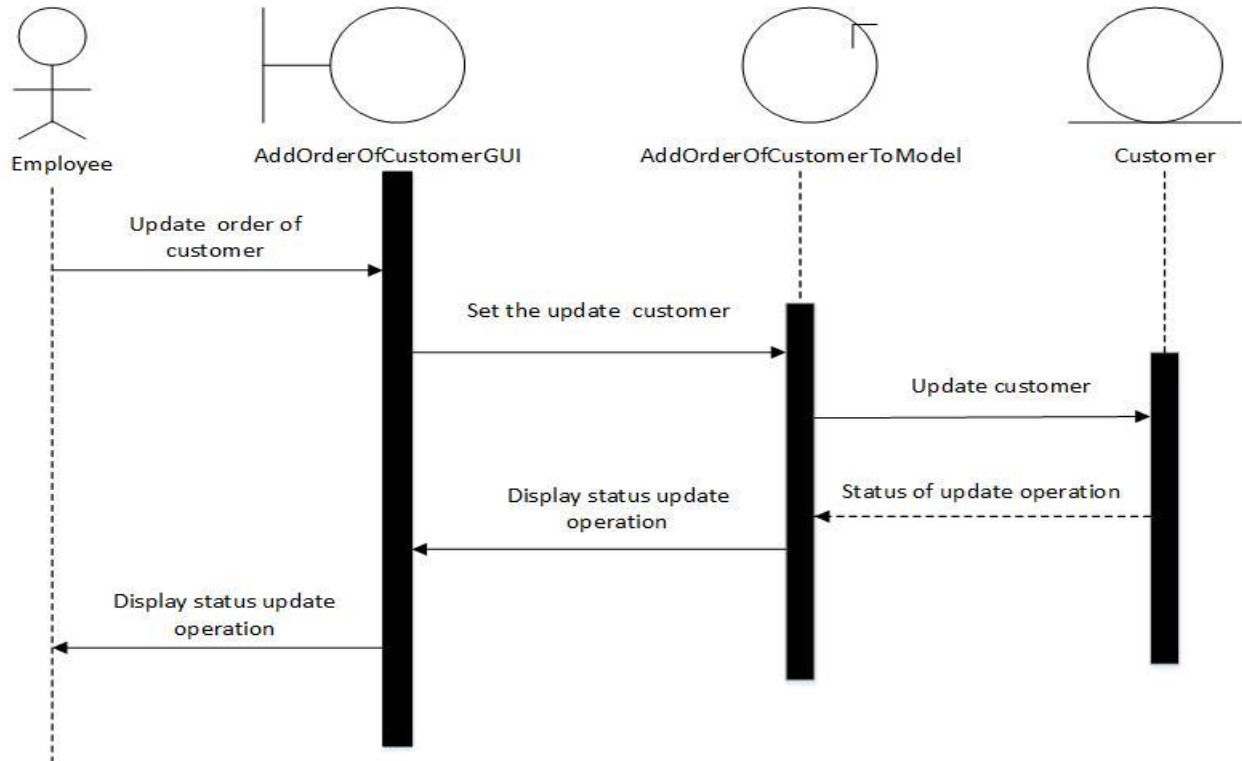 Employee
AddOrderOfCustomerGUI
AddOrderOfCustomerToModel
Customer
Update order of
customer
Set the update customer
Update customer
Status of update operation
Display status update
operation
Display status update
operation